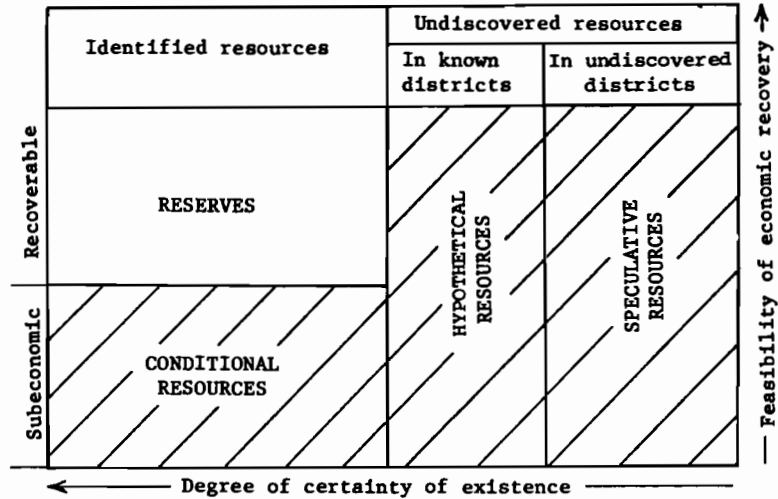 Identified resources
Undiscovered resources
In known
districts
In undiscovered
districts
Recoverable
RESERVES
HYPOTHETICAL
RESOURCES
SPECULATIVE
RESOURCES
Subeconomic
CONDITIONAL
RESOURCES
Degree of certainty of existence
Feasibility of economic recovery